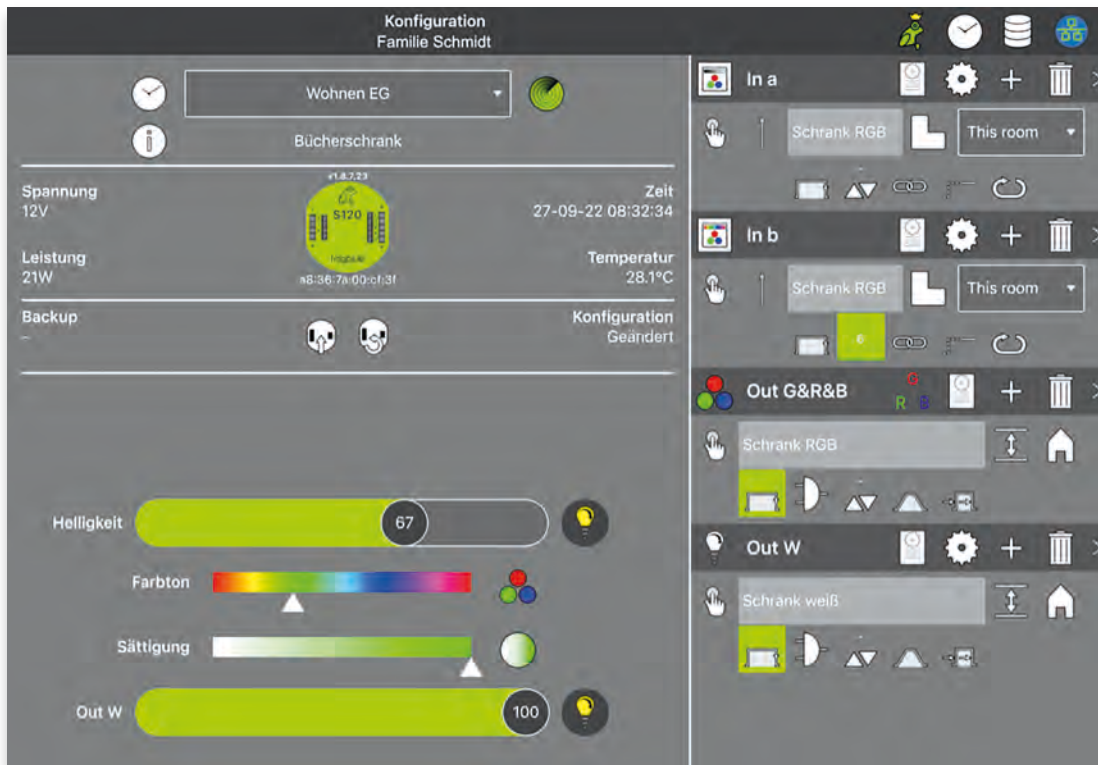 Konfiguration
Familie Schmidt
Wohnen EG
Bücherschrank
Spannung
12V
v1.8.7.23
S120
Zeit
27-09-22 08:32:34
Leistung
21W
a8:36:7a:00:cf:3f
Temperatur
28.1°C
Backup
–
Konfiguration
Geändert
Helligkeit
67
Farbton
Sättigung
Out W
100
In a
Schrank RGB
This room
In b
Schrank RGB
This room
6
Out G&R&B
G
R B
Schrank RGB
Out W
Schrank weiß